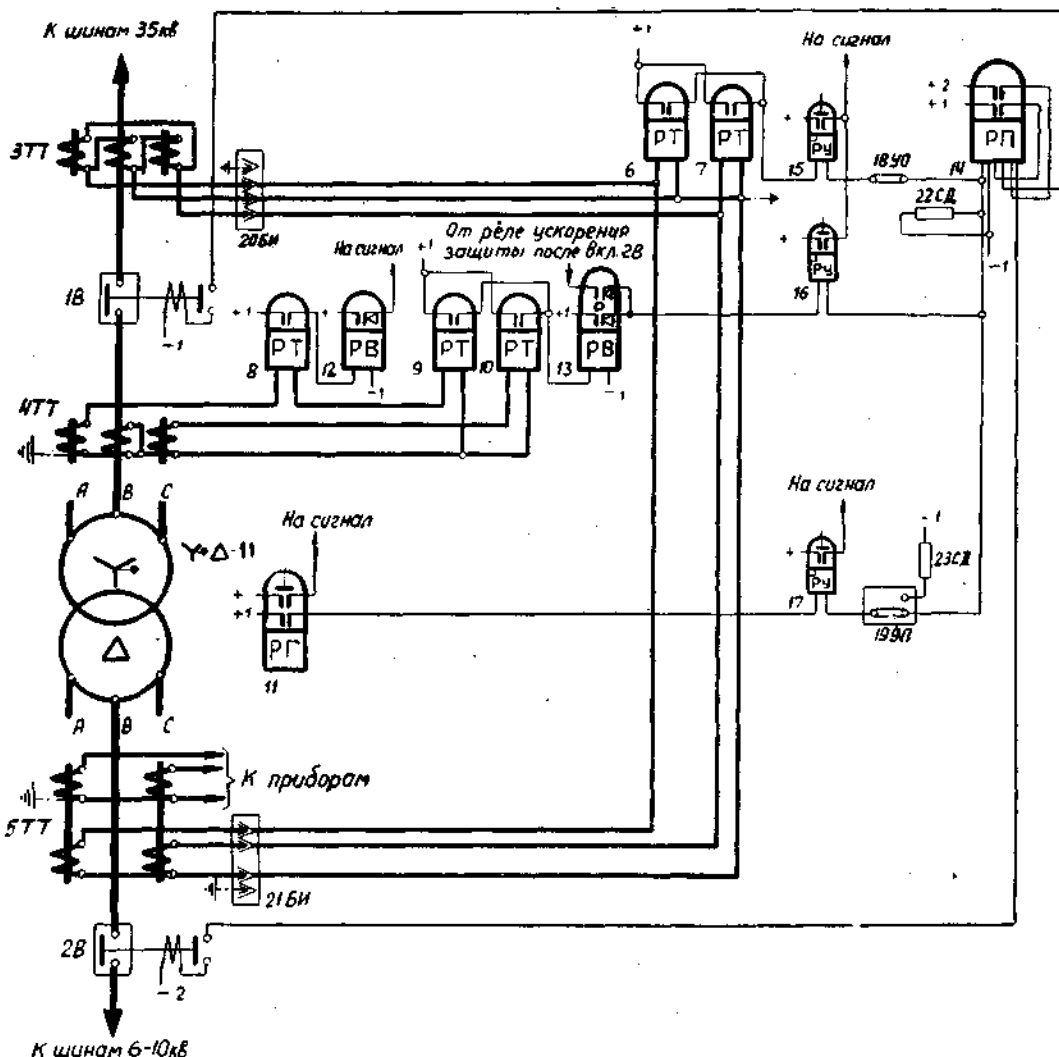 К шинам 35кв
3ТТ
20БИ
+1
РТ
6
РТ
7
На сигнал
+
РУ
15
18УО
+2
+1
РП
14
22СД
-1
+
РУ
16
1В
-1
На сигнал
+1
От реле ускорения
защиты после вкл. 2В
+1
РТ
8
+
РВ
12
-1
РТ
9
РТ
10
+1
РВ
13
-1
4ТТ
А В С
Y Δ-11
Δ
А В С
На сигнал
+
+1
РГ
11
На сигнал
+
РУ
17
-1
23СД
19ЭП
К приборам
5ТТ
21БИ
2В
-2
К шинам 6-10кв